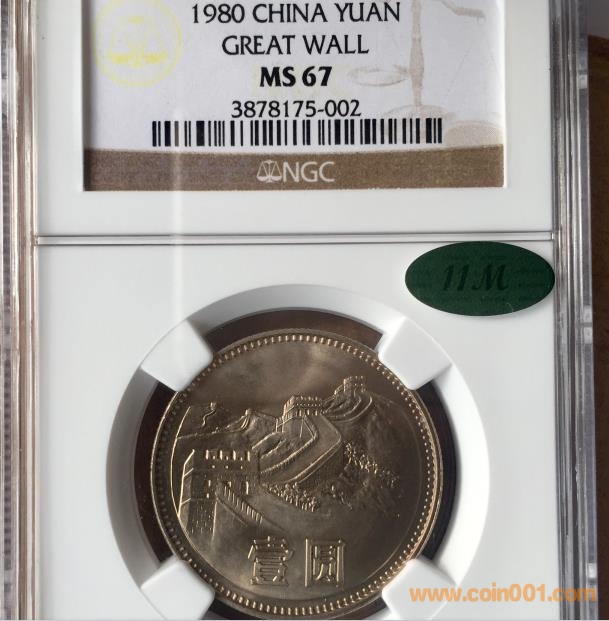 1980 CHINA YUAN
GREAT WALL
MS 67
3878175-002
NGC
11M
壹圆
www.coin001.com